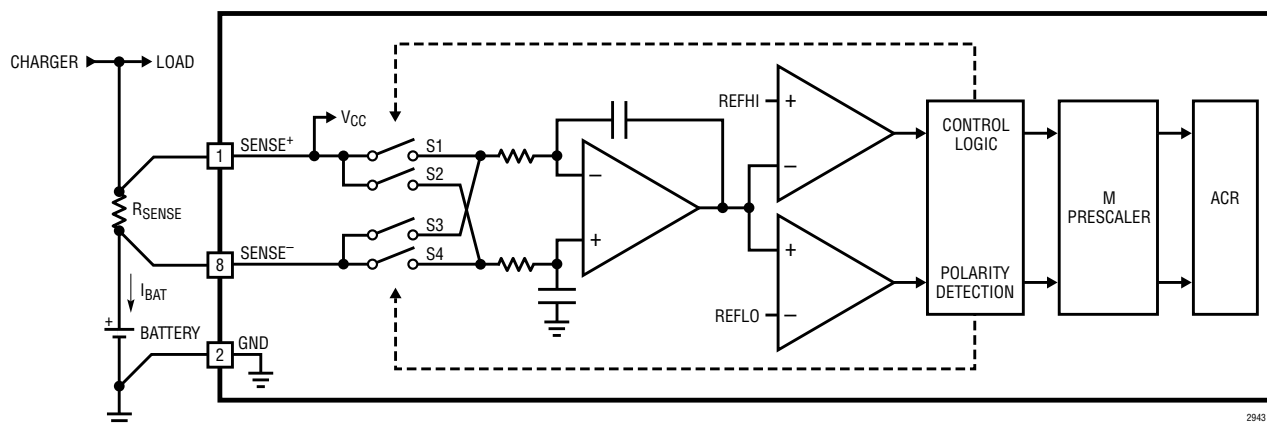 CHARGER
LOAD
VCC
1
SENSE+
S1
S2
RSENSE
S3
8
SENSE–
S4
IBAT
+
BATTERY
2
GND
–
+
REFHI
+
–
+
REFLO
–
CONTROL
LOGIC
POLARITY
DETECTION
M
PRESCALER
ACR
2943